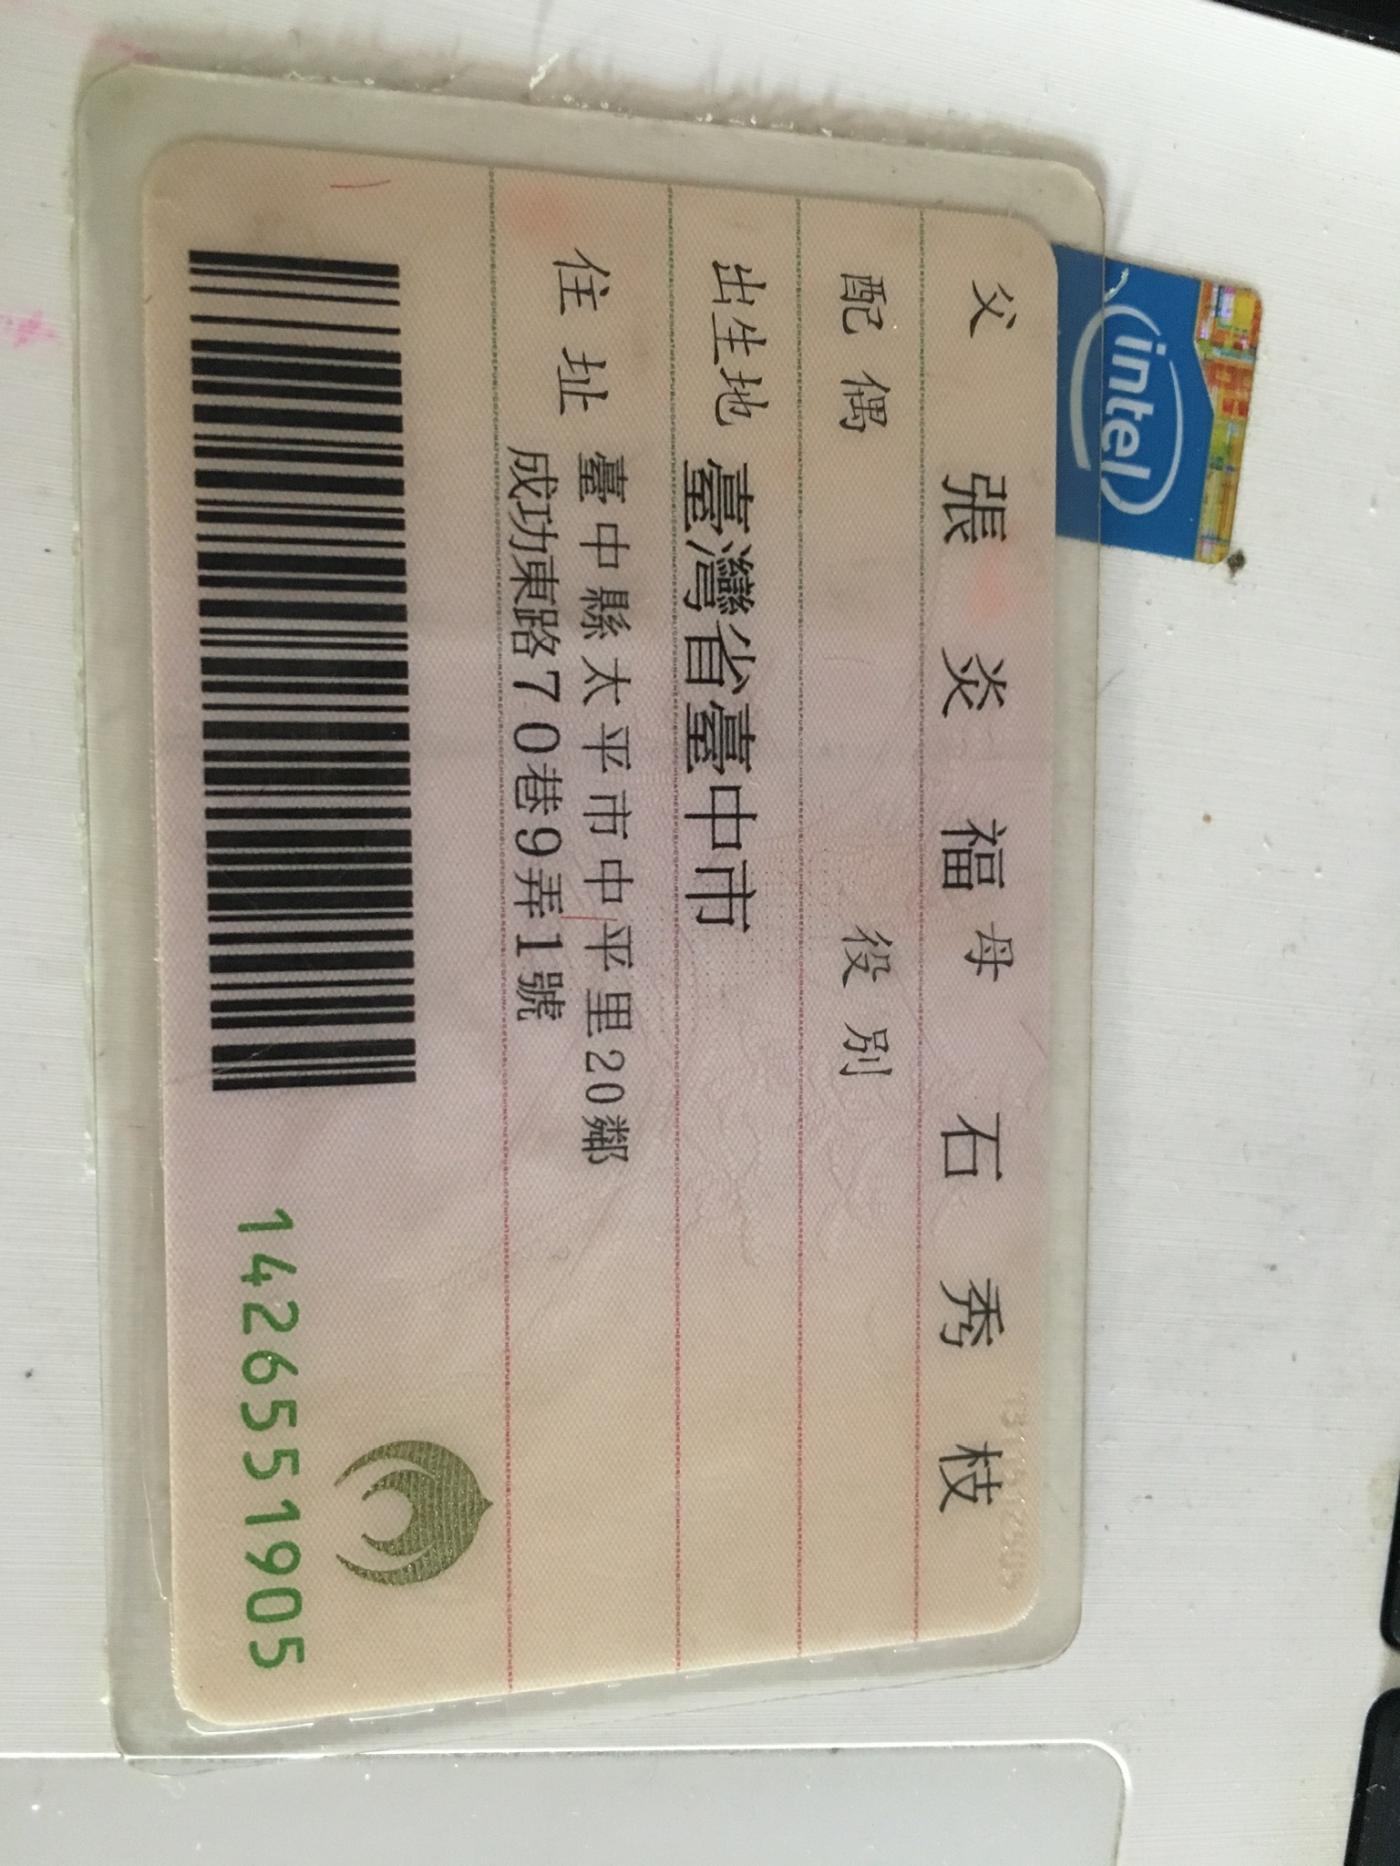 父 張炎福 母 石秀枝
配偶 役別
出生地 臺灣省臺中市
住址 臺中縣太平市中平里20鄰
成功東路70巷9弄1號
1426551905
intel